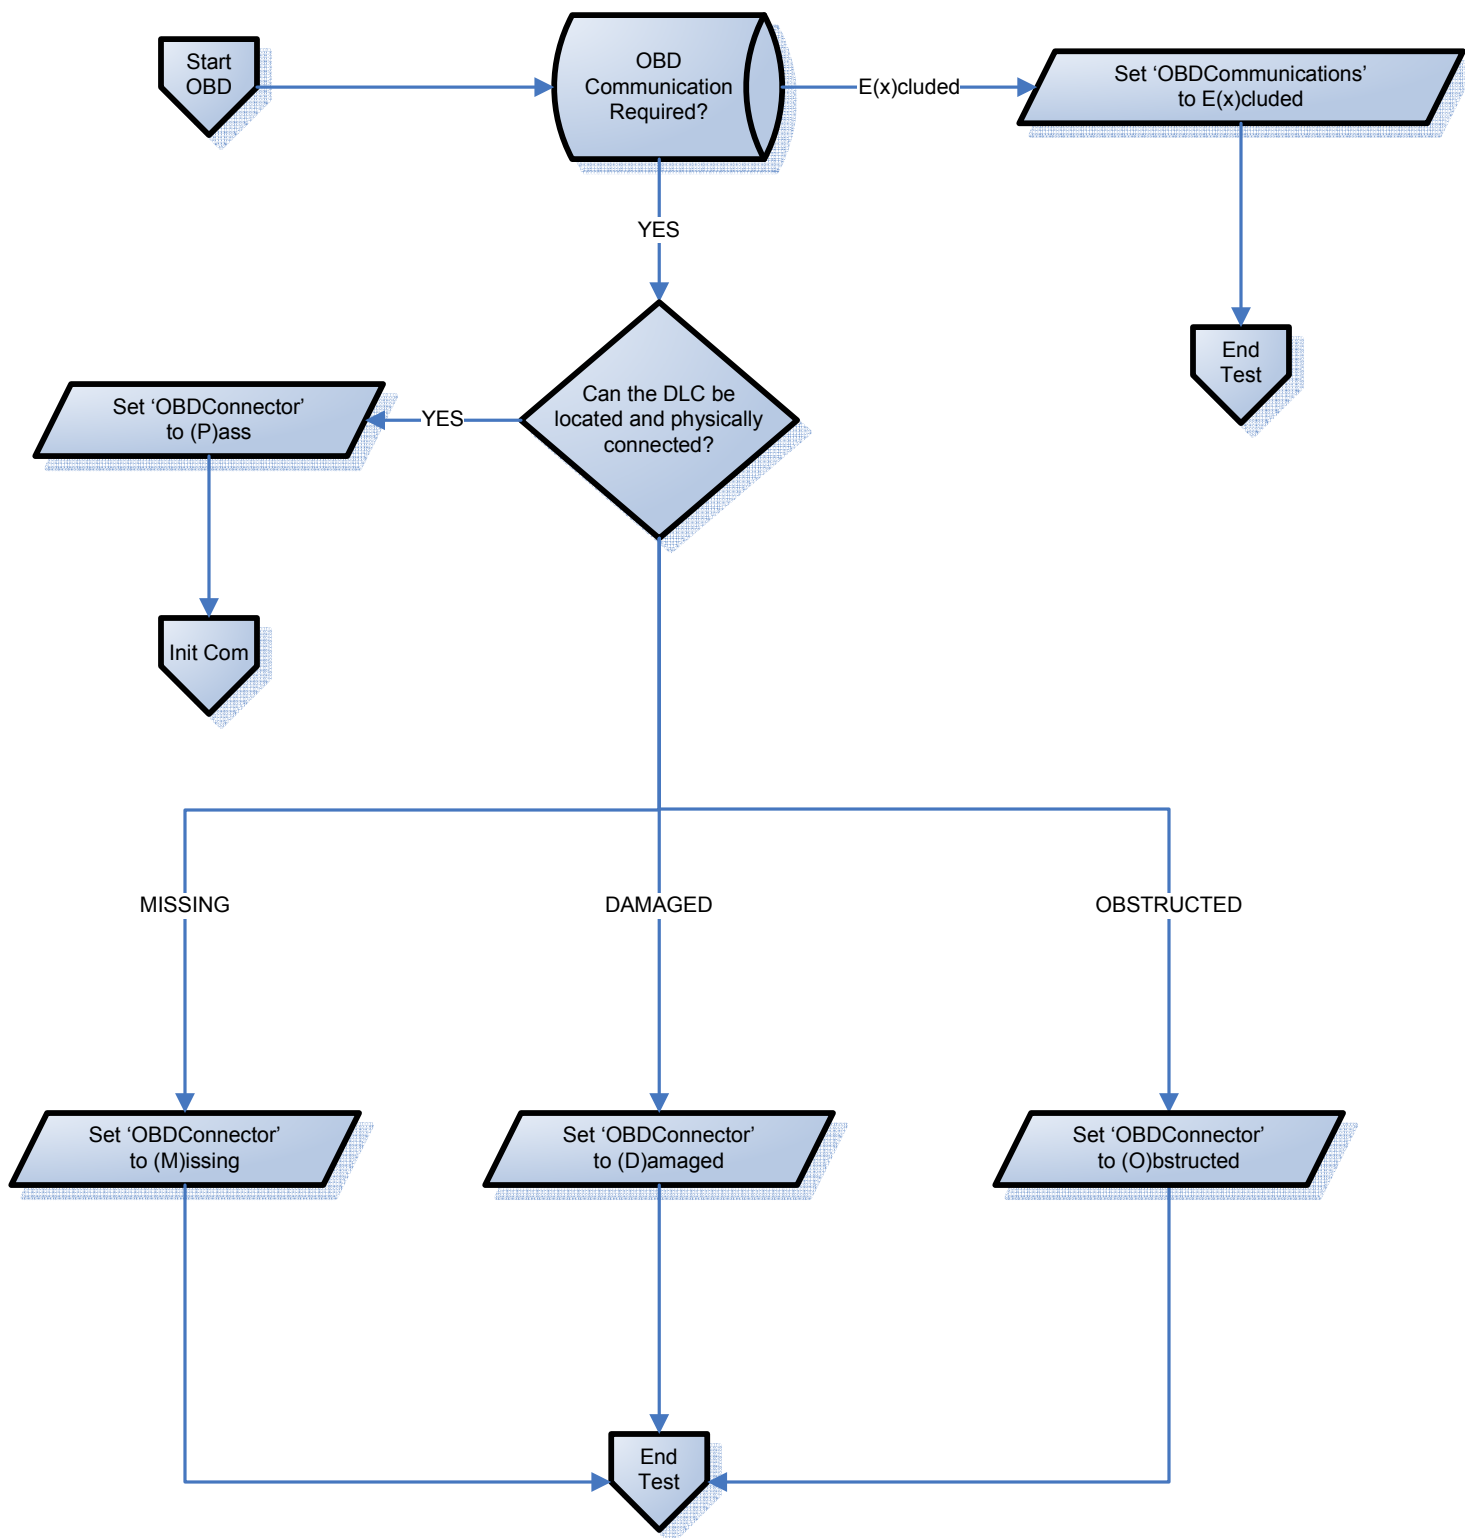 Start
OBD
OBD
Communication
Required?
E(x)cluded
Set ‘OBDCommunications’
to E(x)cluded
YES
End
Test
Can the DLC be
located and physically
connected?
YES
Set ‘OBDConnector’
to (P)ass
Init Com
MISSING
DAMAGED
OBSTRUCTED
Set ‘OBDConnector’
to (M)issing
Set ‘OBDConnector’
to (D)amaged
Set ‘OBDConnector’
to (O)bstructed
End
Test